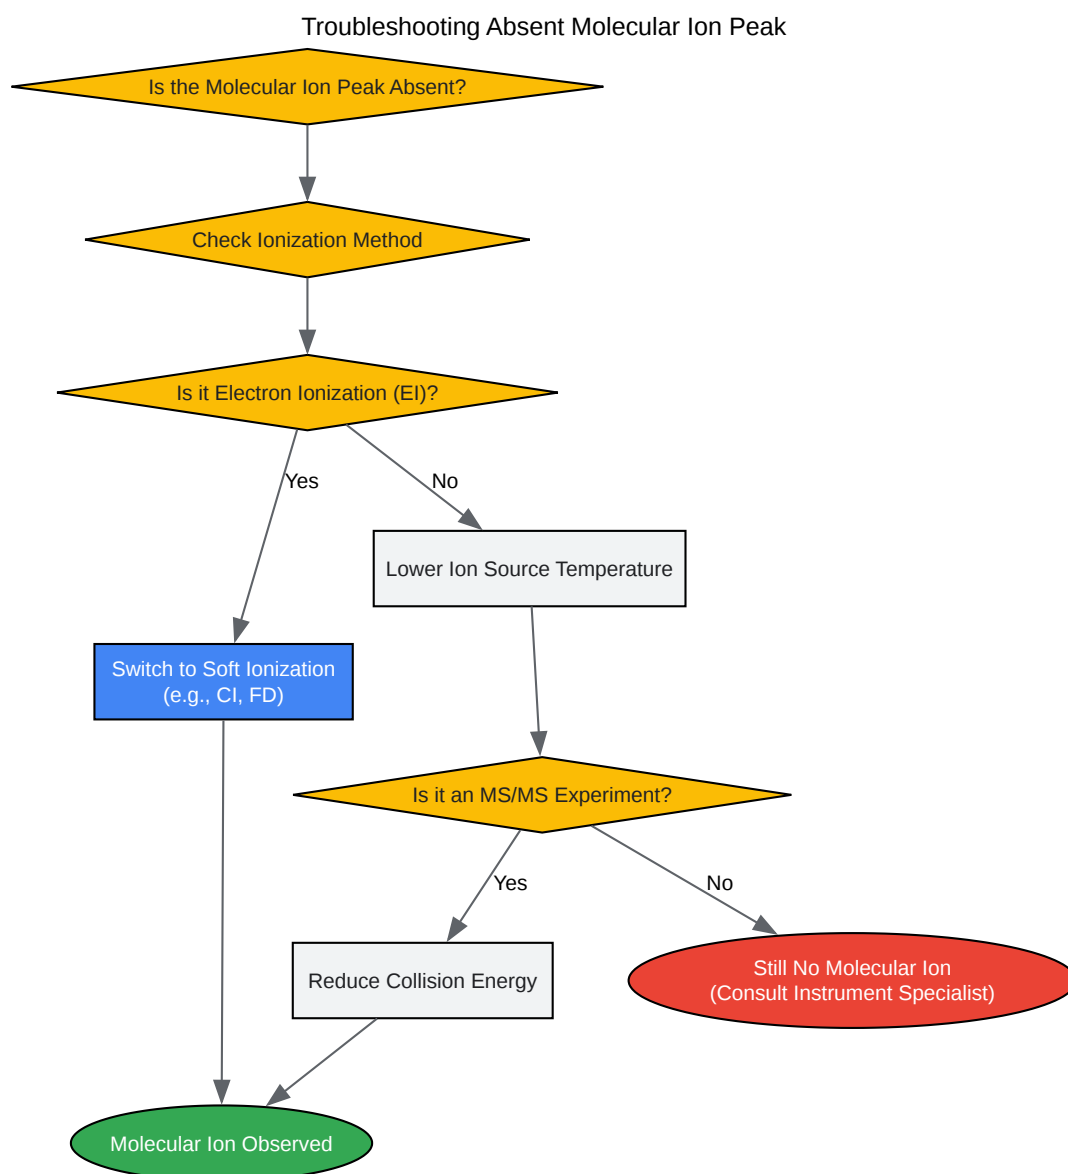 Troubleshooting Absent Molecular Ion Peak
Is the Molecular Ion Peak Absent?
Check Ionization Method
Is it Electron Ionization (EI)?
Yes
No
Lower Ion Source Temperature
Switch to Soft Ionization
(e.g., CI, FD)
Is it an MS/MS Experiment?
Yes
No
Reduce Collision Energy
Still No Molecular Ion
(Consult Instrument Specialist)
Molecular Ion Observed